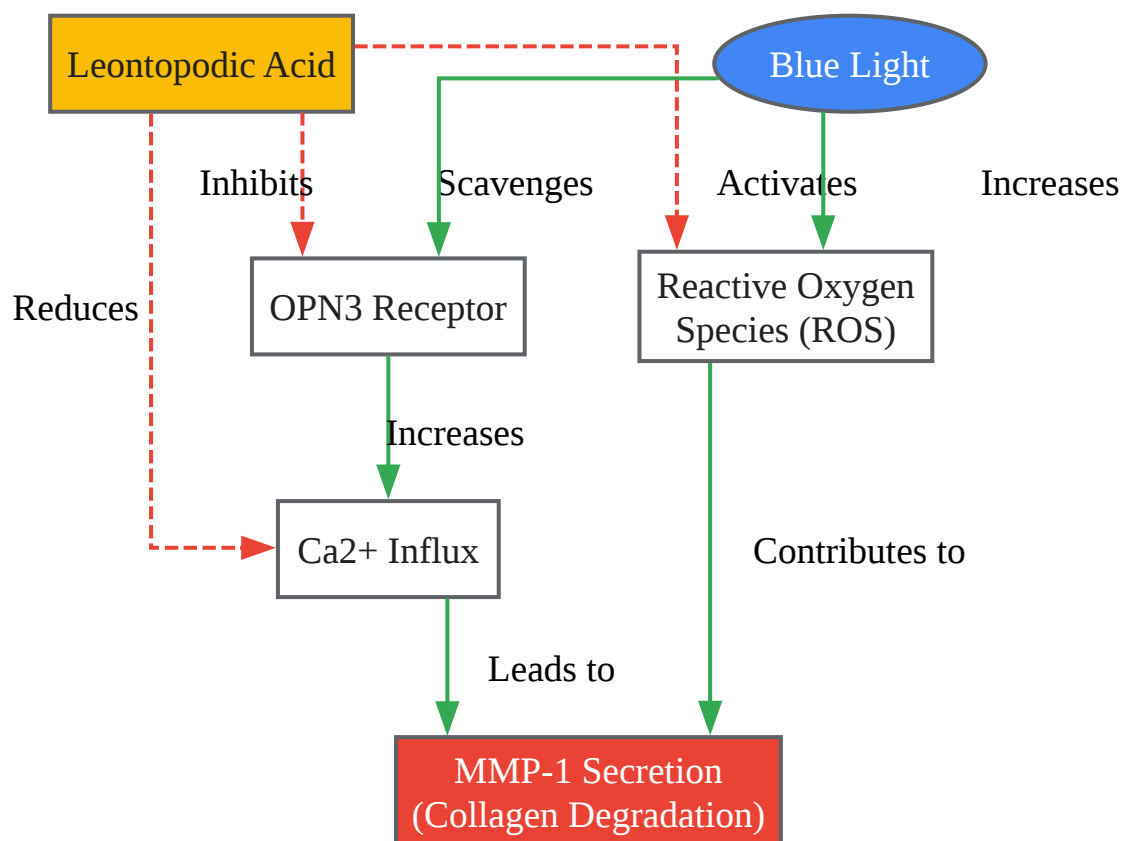 Leontopodic Acid
Blue Light
Inhibits
Scavenges
Activates
Increases
Reduces
OPN3 Receptor
Reactive Oxygen
Species (ROS)
Increases
Ca2+ Influx
Contributes to
Leads to
MMP-1 Secretion
(Collagen Degradation)